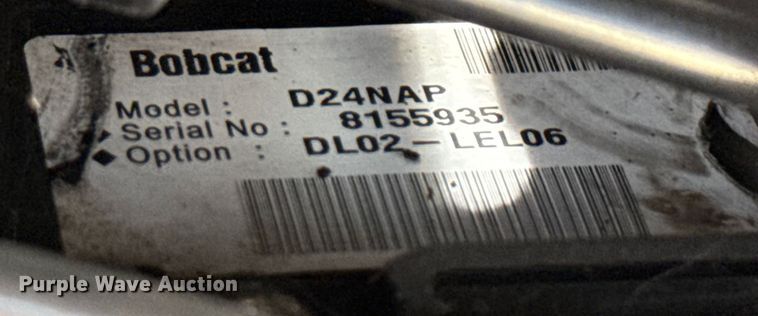 Bobcat
Model : D24NAP
Serial No : 8155935
Option : DL02-LEL06
Purple Wave Auction